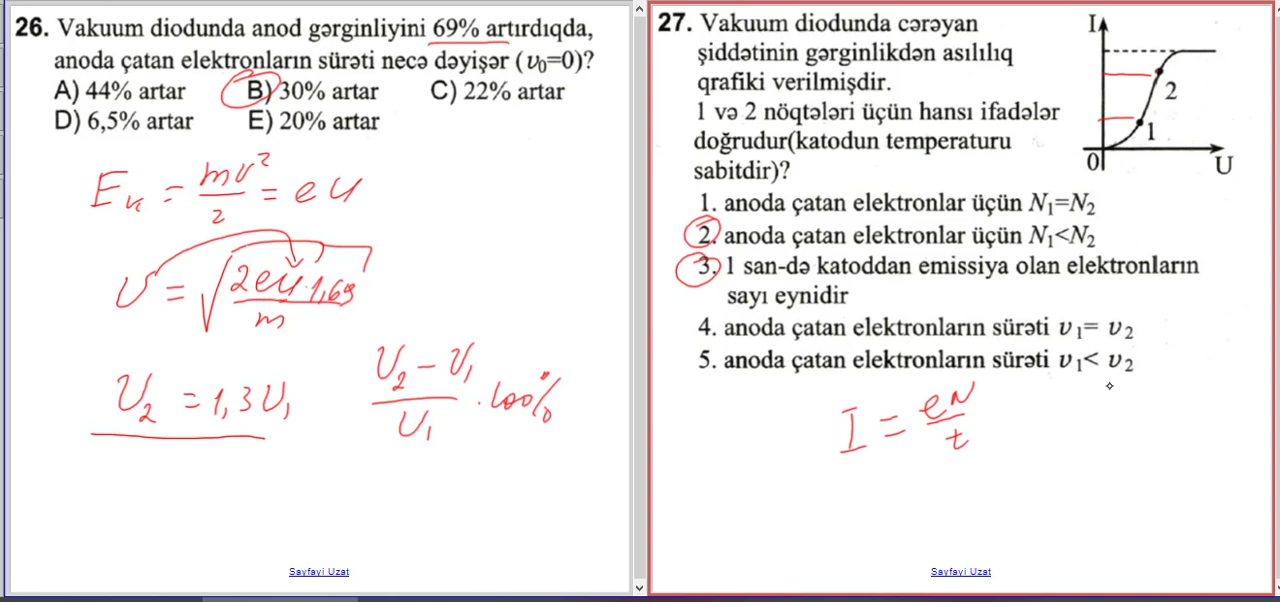 26. Vakuum diodunda anod gərginliyini 69% artırdıqda,
anoda çatan elektronların sürəti necə dəyişər (υ₀=0)?
A) 44% artar B) 30% artar C) 22% artar
D) 6,5% artar E) 20% artar
Eₖ = mυ²/2 = eU
υ = √(2eU·1,69/m)
υ₂ = 1,3υ₁
(υ₂ − υ₁)/υ₁ · 100%
Sayfayi Uzat
27. Vakuum diodunda cərəyan
şiddətinin gərginlikdən asılılıq
qrafiki verilmişdir.
1 və 2 nöqtələri üçün hansı ifadələr
doğrudur(katodun temperaturu
sabitdir)?
I
2
1
0
U
1. anoda çatan elektronlar üçün N₁=N₂
2. anoda çatan elektronlar üçün N₁<N₂
3. 1 san-də katoddan emissiya olan elektronların
sayı eynidir
4. anoda çatan elektronların sürəti υ₁= υ₂
5. anoda çatan elektronların sürəti υ₁< υ₂
I = eN/t
Sayfayi Uzat